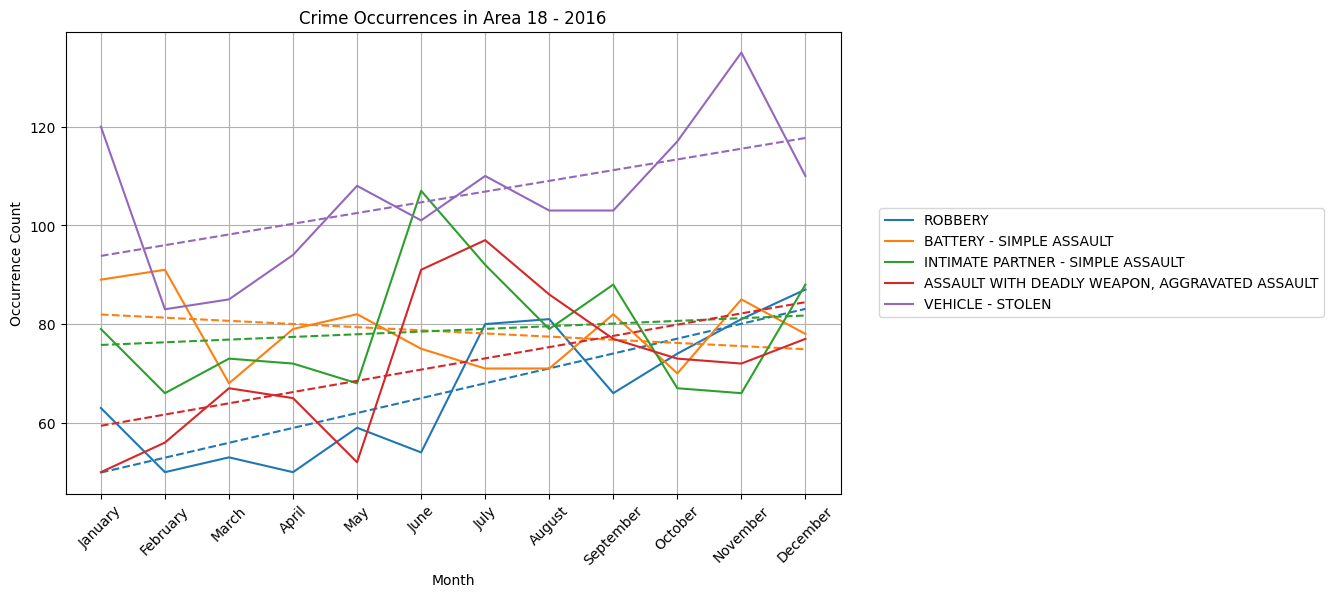 Crime Occurrences in Area 18 - 2016
Occurrence Count
120
100
80
60
January
February
March
April
May
June
July
August
September
October
November
December
Month
ROBBERY
BATTERY - SIMPLE ASSAULT
INTIMATE PARTNER - SIMPLE ASSAULT
ASSAULT WITH DEADLY WEAPON, AGGRAVATED ASSAULT
VEHICLE - STOLEN